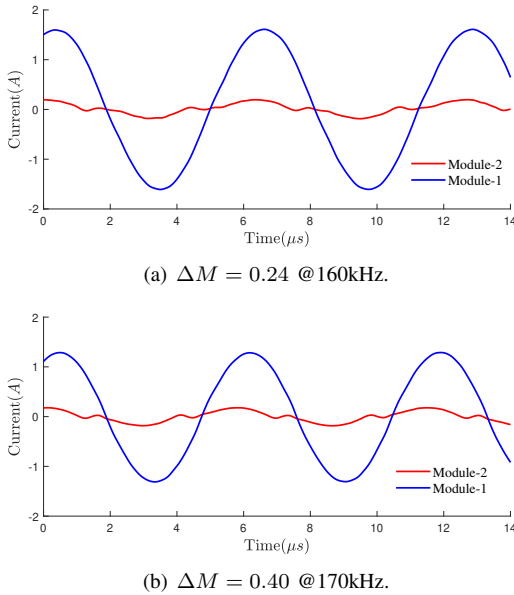 2
1
0
-1
-2
Current(A)
Module-2
Module-1
0 2 4 6 8 10 12 14
Time(μs)
(a) ΔM = 0.24 @160kHz.
2
1
0
-1
-2
Current(A)
Module-2
Module-1
0 2 4 6 8 10 12 14
Time(μs)
(b) ΔM = 0.40 @170kHz.